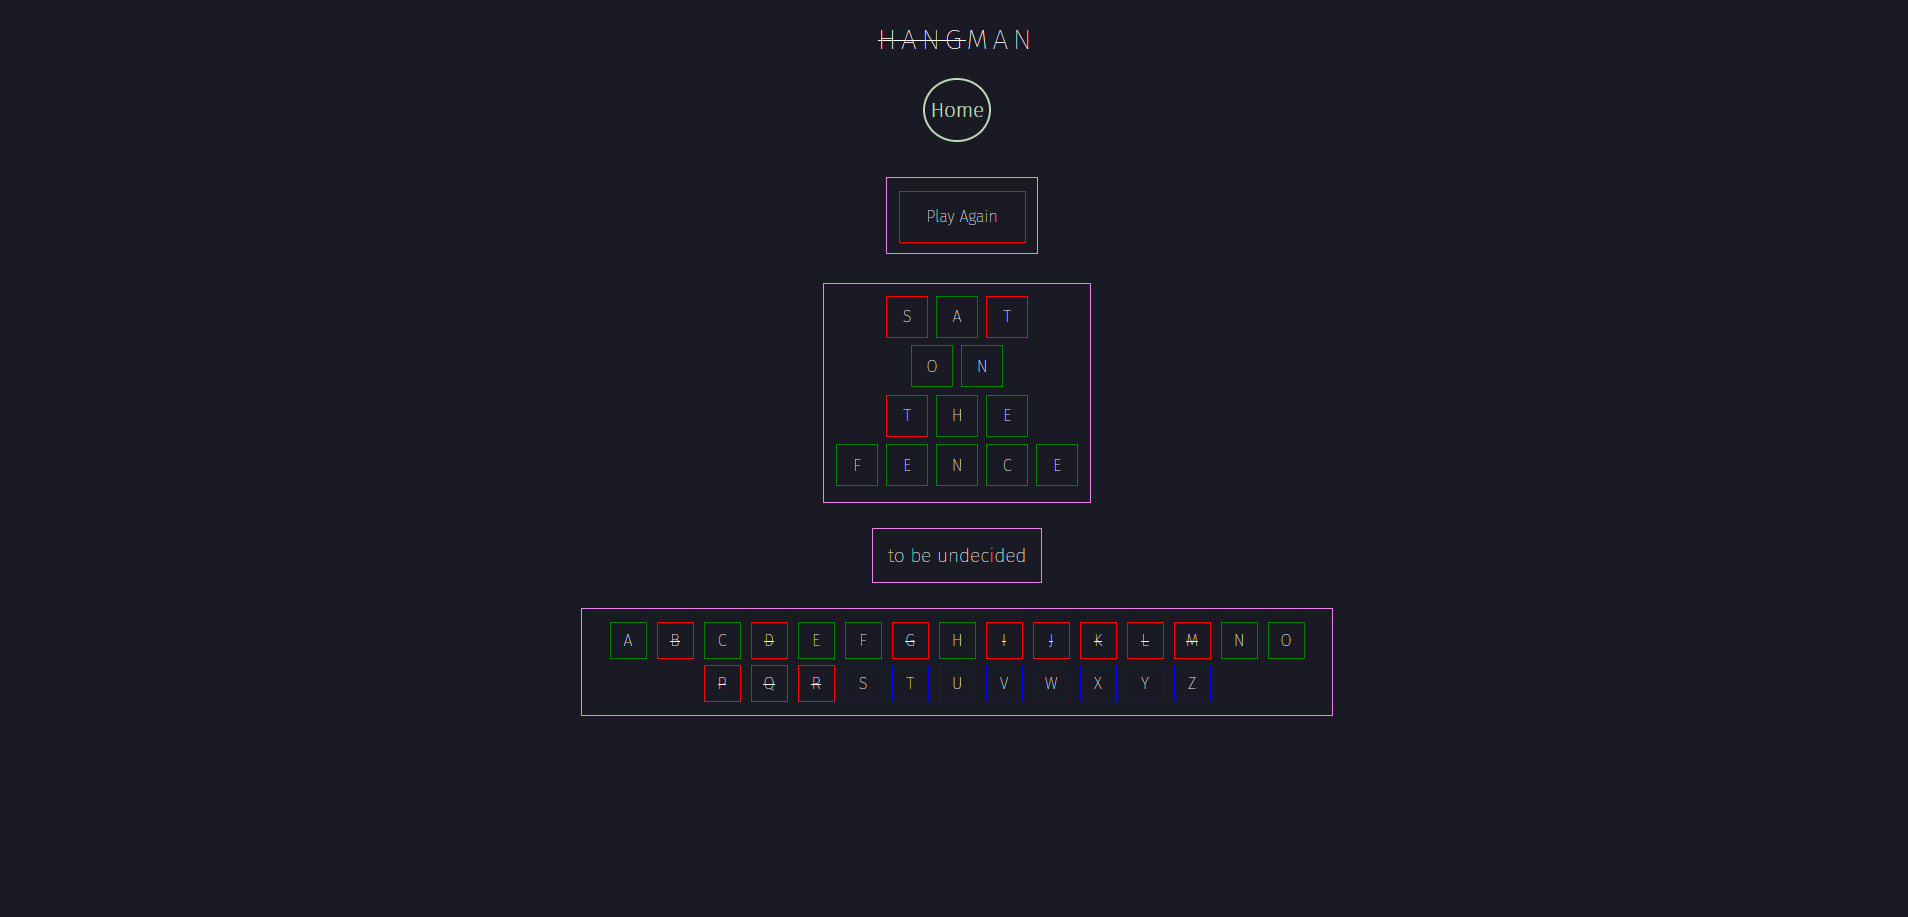 HANGMAN
Home
Play Again
S A T
O N
T H E
F E N C E
to be undecided
A B C D E F G H I J K L M N O
P Q R S T U V W X Y Z